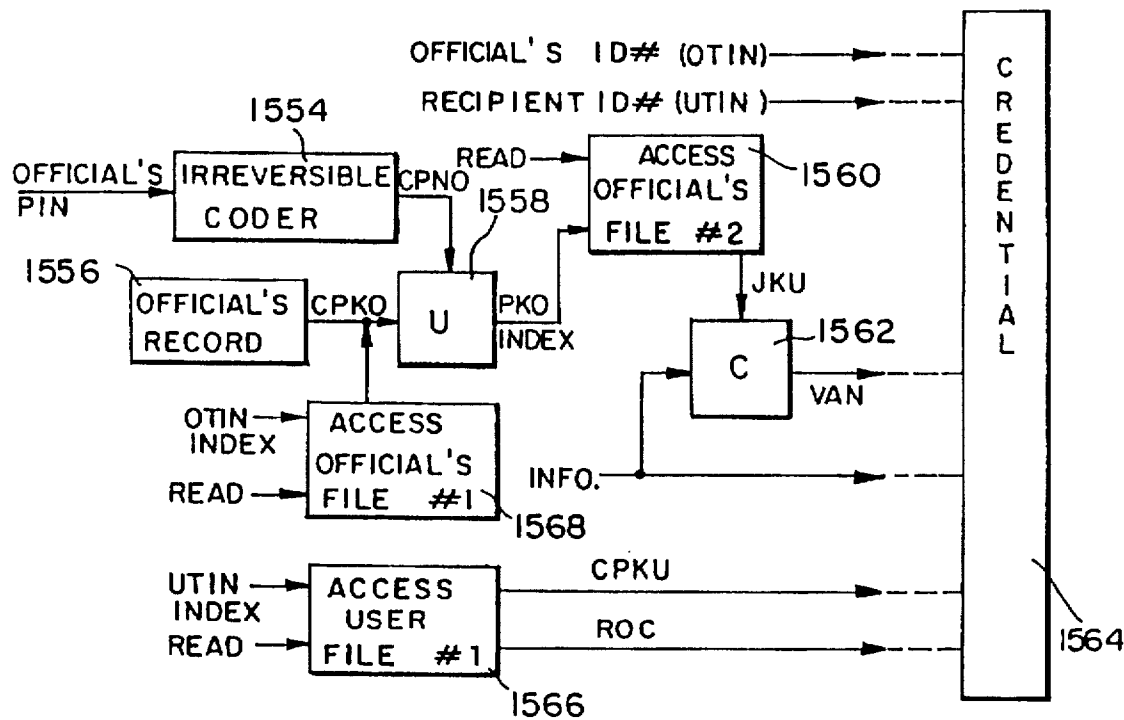 OFFICIAL'S ID# (OTIN)
RECIPIENT ID# (UTIN)
CREDENTIAL
1554
OFFICIAL'S
PIN
IRREVERSIBLE
CODER
CPNO
1558
READ
ACCESS
OFFICIAL'S
FILE #2
1560
1556
OFFICIAL'S
RECORD
CPKO
U
PKO
INDEX
JKU
1562
C
VAN
OTIN
INDEX
READ
ACCESS
OFFICIAL'S
FILE #1
1568
INFO.
UTIN
INDEX
READ
ACCESS
USER
FILE #1
1566
CPKU
ROC
1564